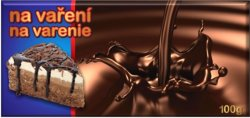 na vaření
na varenie
100g